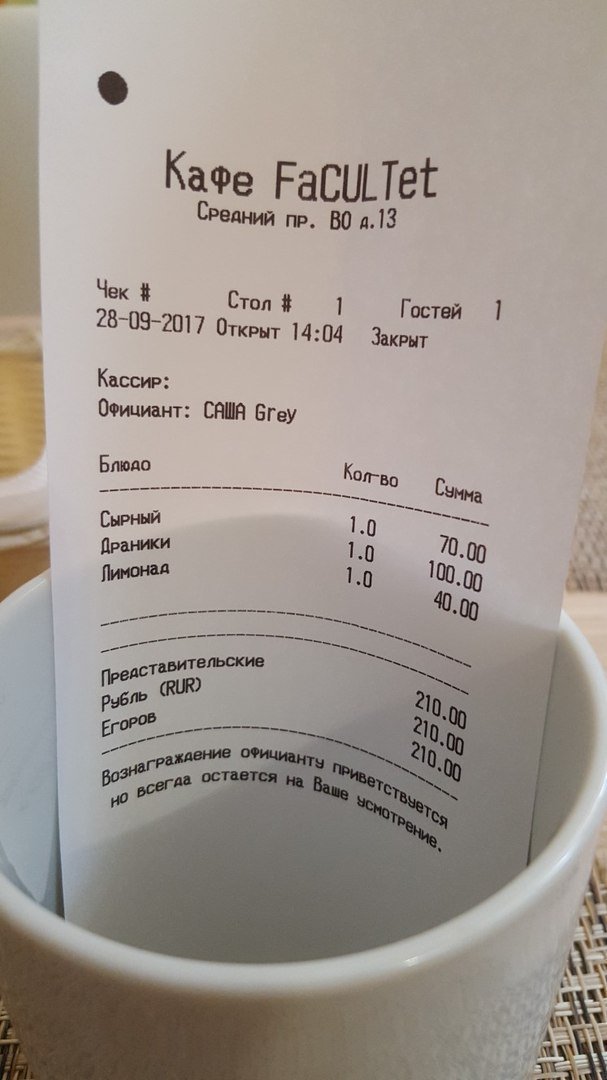 Кафе FaCULTet
Средний пр. ВО д.13
Чек # Стол # 1 Гостей 1
28-09-2017 Открыт 14:04 Закрыт
Кассир:
Официант: САША Grey
Блюдо Кол-во Сумма
Сырный 1.0 70.00
Драники 1.0 100.00
Лимонад 1.0 40.00
Представительские 210.00
Рубль (RUR) 210.00
Егоров 210.00
Вознаграждение официанту приветствуется
но всегда остается на Ваше усмотрение.